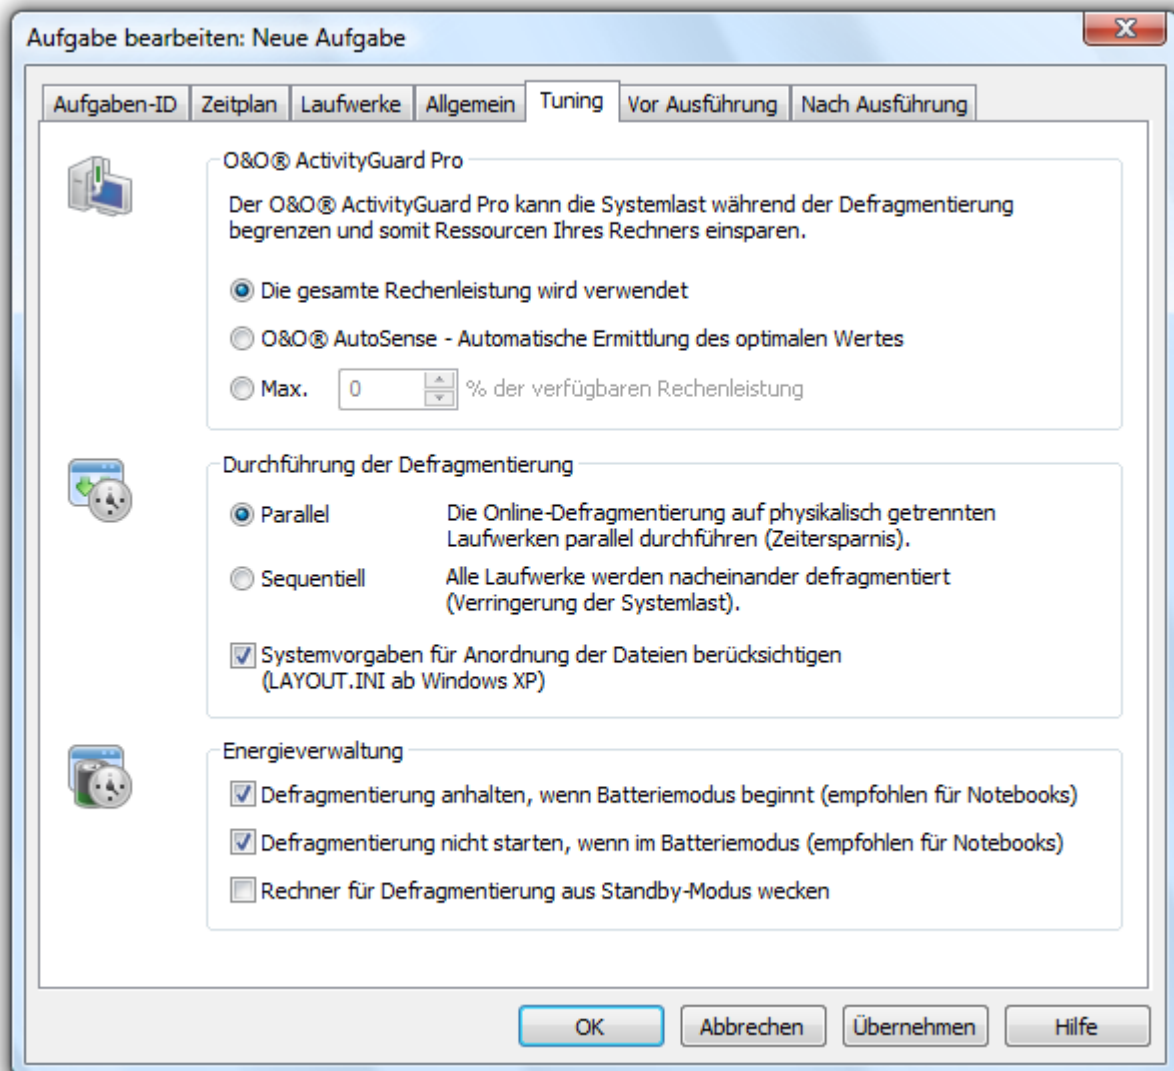 Aufgabe bearbeiten: Neue Aufgabe
Aufgaben-ID Zeitplan Laufwerke Allgemein Tuning Vor Ausführung Nach Ausführung
O&O® ActivityGuard Pro
Der O&O® ActivityGuard Pro kann die Systemlast während der Defragmentierung
begrenzen und somit Ressourcen Ihres Rechners einsparen.
Die gesamte Rechenleistung wird verwendet
O&O® AutoSense - Automatische Ermittlung des optimalen Wertes
Max. 0 % der verfügbaren Rechenleistung
Durchführung der Defragmentierung
Parallel Die Online-Defragmentierung auf physikalisch getrennten
Laufwerken parallel durchführen (Zeitersparnis).
Sequentiell Alle Laufwerke werden nacheinander defragmentiert
(Verringerung der Systemlast).
Systemvorgaben für Anordnung der Dateien berücksichtigen
(LAYOUT.INI ab Windows XP)
Energieverwaltung
Defragmentierung anhalten, wenn Batteriemodus beginnt (empfohlen für Notebooks)
Defragmentierung nicht starten, wenn im Batteriemodus (empfohlen für Notebooks)
Rechner für Defragmentierung aus Standby-Modus wecken
OK Abbrechen Übernehmen Hilfe